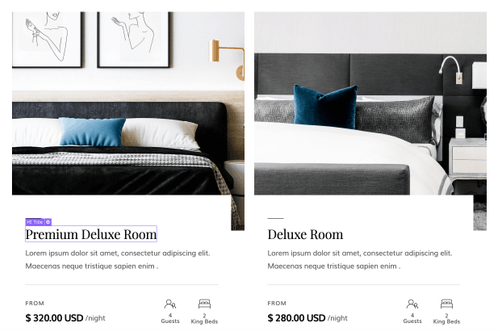 H1 Title
Premium Deluxe Room
Lorem ipsum dolor sit amet, consectetur adipiscing elit.
Maecenas neque tristique sapien enim .
FROM
$ 320.00 USD /night
4
Guests
2
King Beds
Deluxe Room
Lorem ipsum dolor sit amet, consectetur adipiscing elit.
Maecenas neque tristique sapien enim .
FROM
$ 280.00 USD /night
4
Guests
2
King Beds